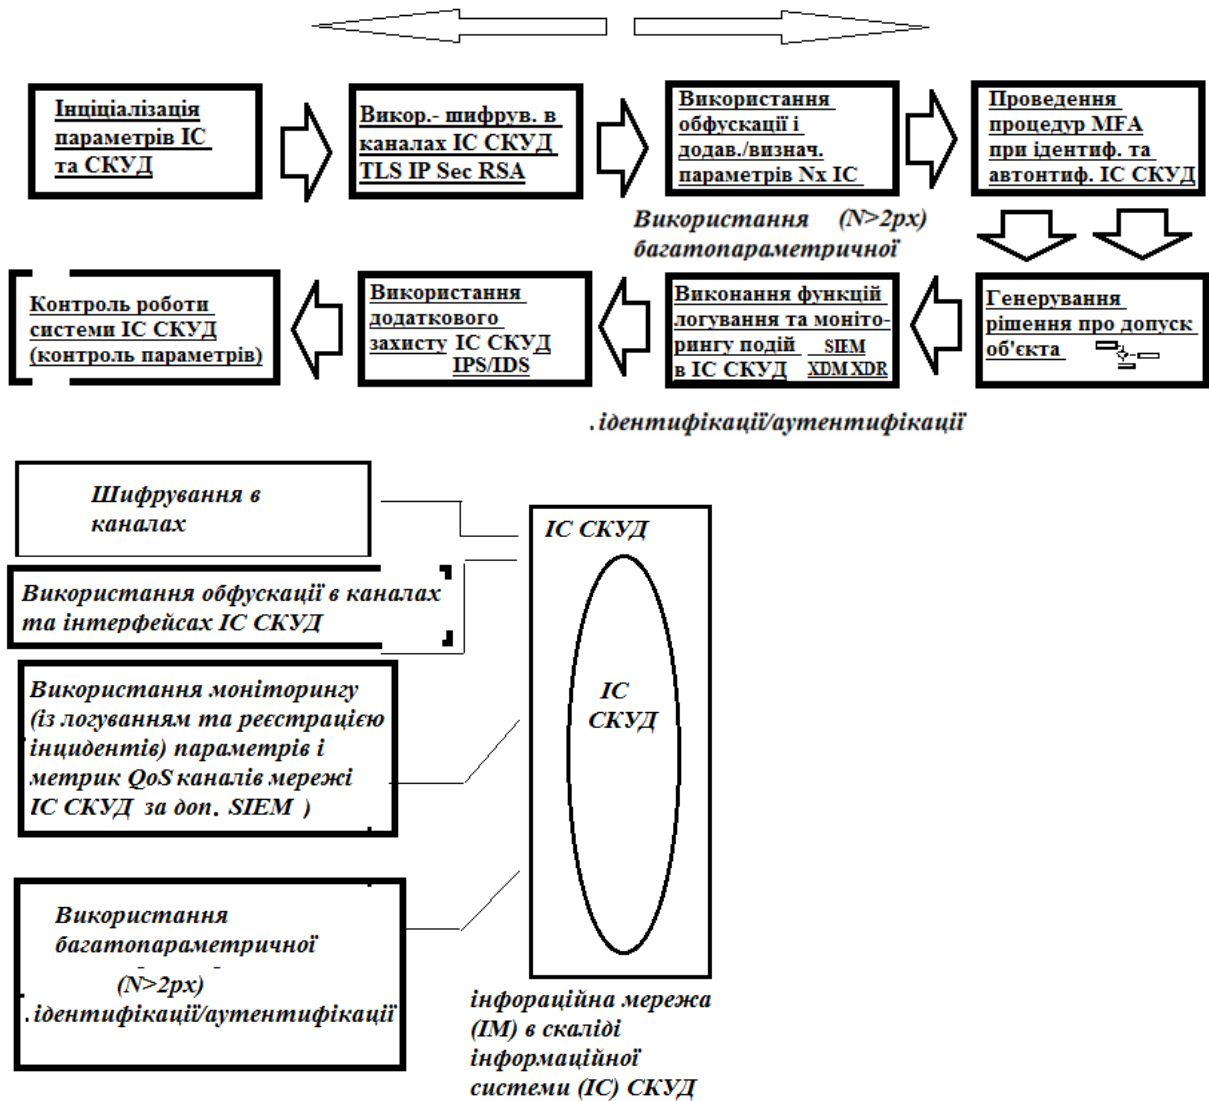 Інціціалізація
параметрів ІС
та СКУД
Викор.- шифрув. в
каналах ІС СКУД
TLS IP Sec RSA
Використання
обфускації і
додав./визнач.
параметрів Nx ІС
Проведення
процедур MFA
при ідентиф. та
автонтиф. ІС СКУД
Використання (N>2px)
багатопараметричної
Контроль роботи
системи ІС СКУД
(контроль параметрів)
Використання
додаткового
захисту ІС СКУД
IPS/IDS
Виконання функцій
логування та моніто-
рингу подій SIEM
в ІС СКУД XDM XDR
Генерування
рішення про допуск
об'єкта
.ідентифікації/аутентифікації
Шифрування в
каналах
Використання обфускації в каналах
та інтерфейсах ІС СКУД
Використання моніторингу
(із логуванням та реєстрацією
інцидентів) параметрів і
метрик QoS каналів мережі
ІС СКУД за доп. SIEM )
Використання
багатопараметричної
(N>2px)
.ідентифікації/аутентифікації
ІС СКУД
ІС
СКУД
інфораційна мережа
(ІМ) в скаліді
інформаційної
системи (ІС) СКУД